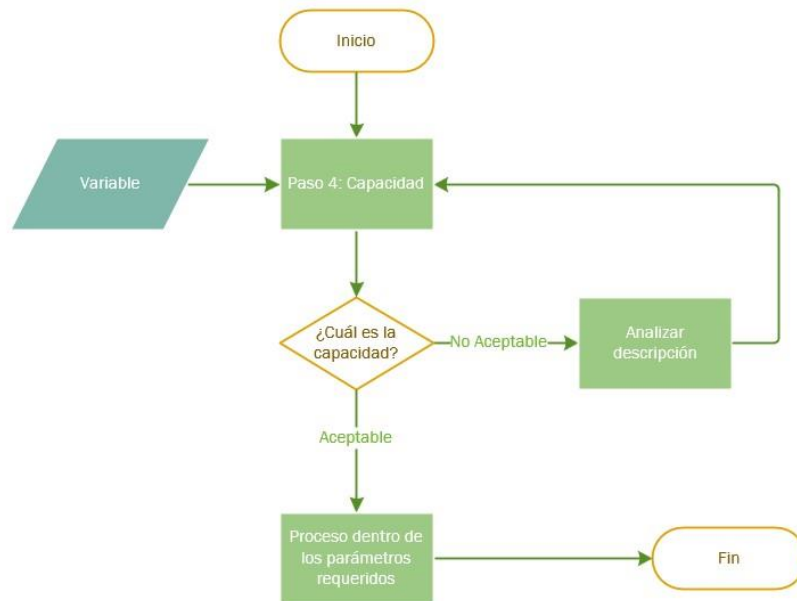 Inicio
Variable
Paso 4: Capacidad
¿Cuál es la
capacidad?
No Aceptable
Analizar
descripción
Aceptable
Proceso dentro de
los parámetros
requeridos
Fin